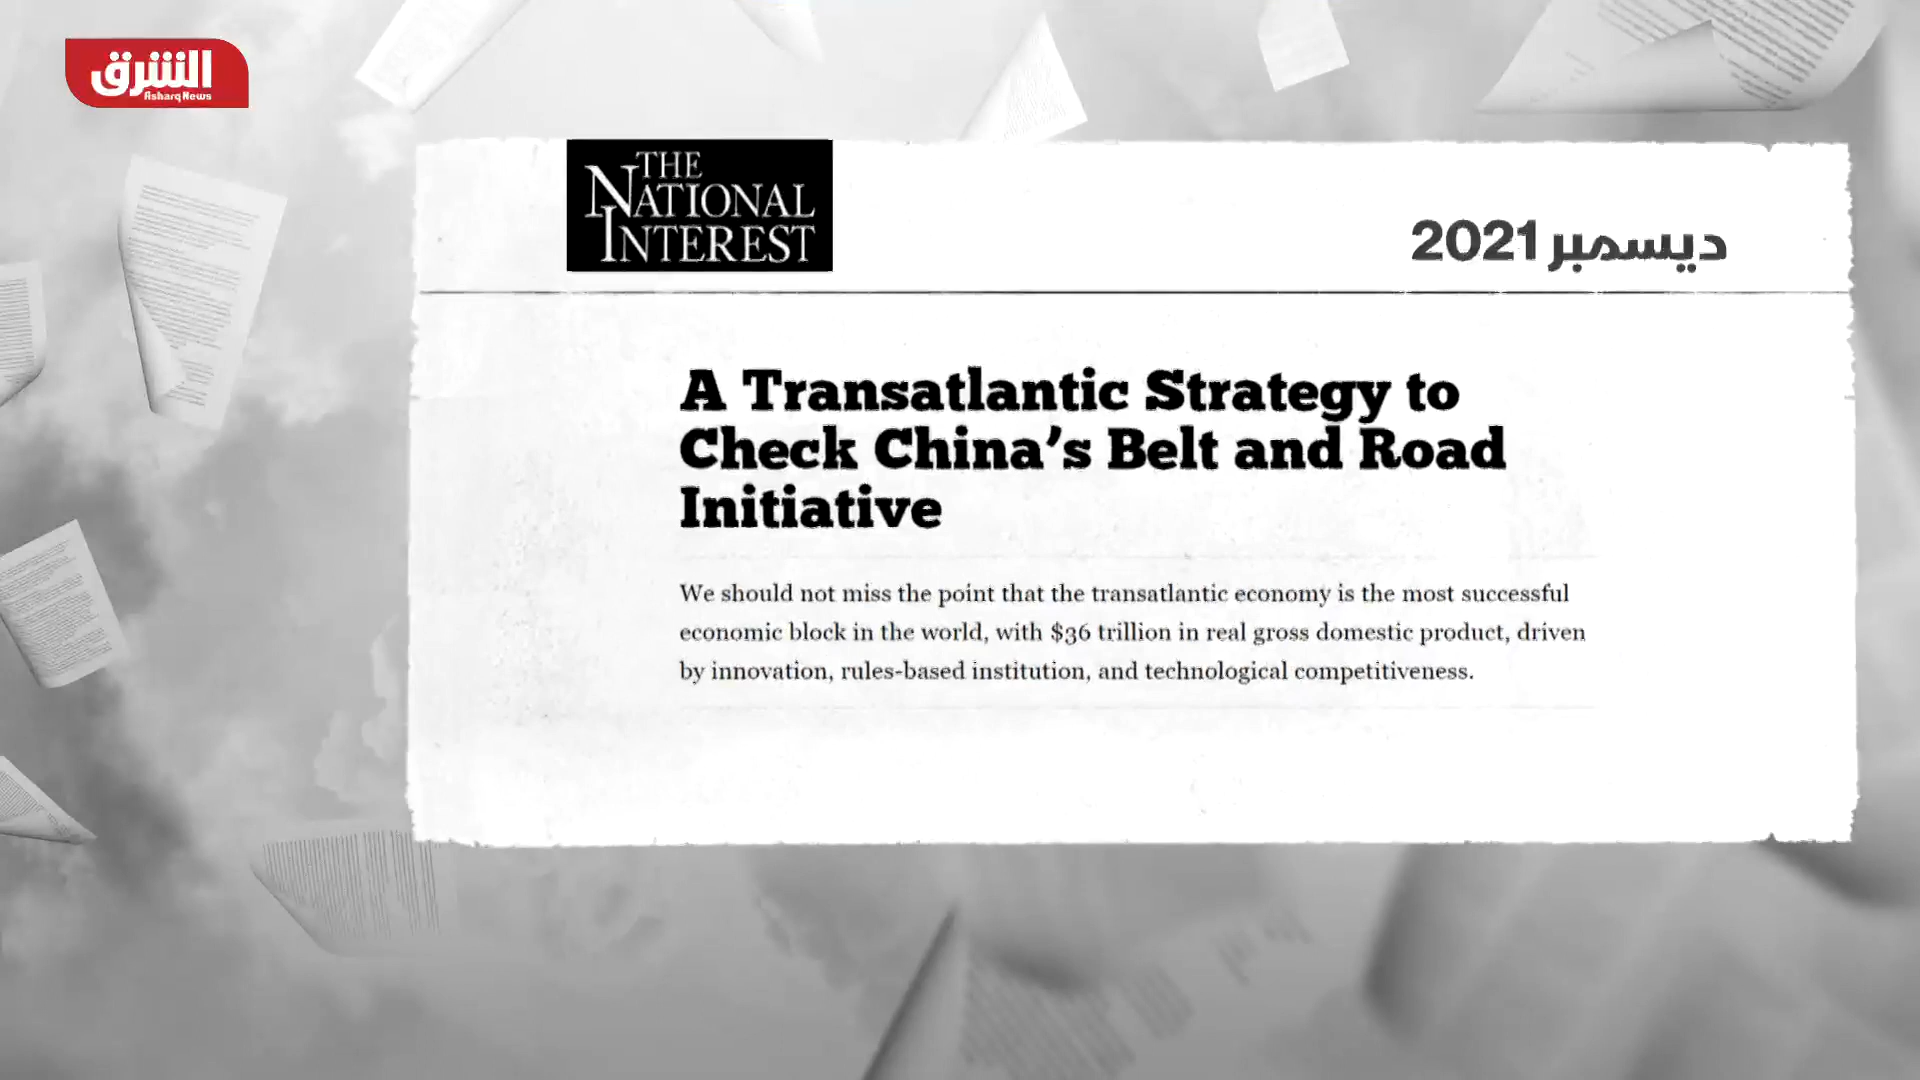 الشرق
Asharq News
THE
NATIONAL
INTEREST
ديسمبر 2021
A Transatlantic Strategy to
Check China’s Belt and Road
Initiative
We should not miss the point that the transatlantic economy is the most successful
economic block in the world, with $36 trillion in real gross domestic product, driven
by innovation, rules-based institution, and technological competitiveness.